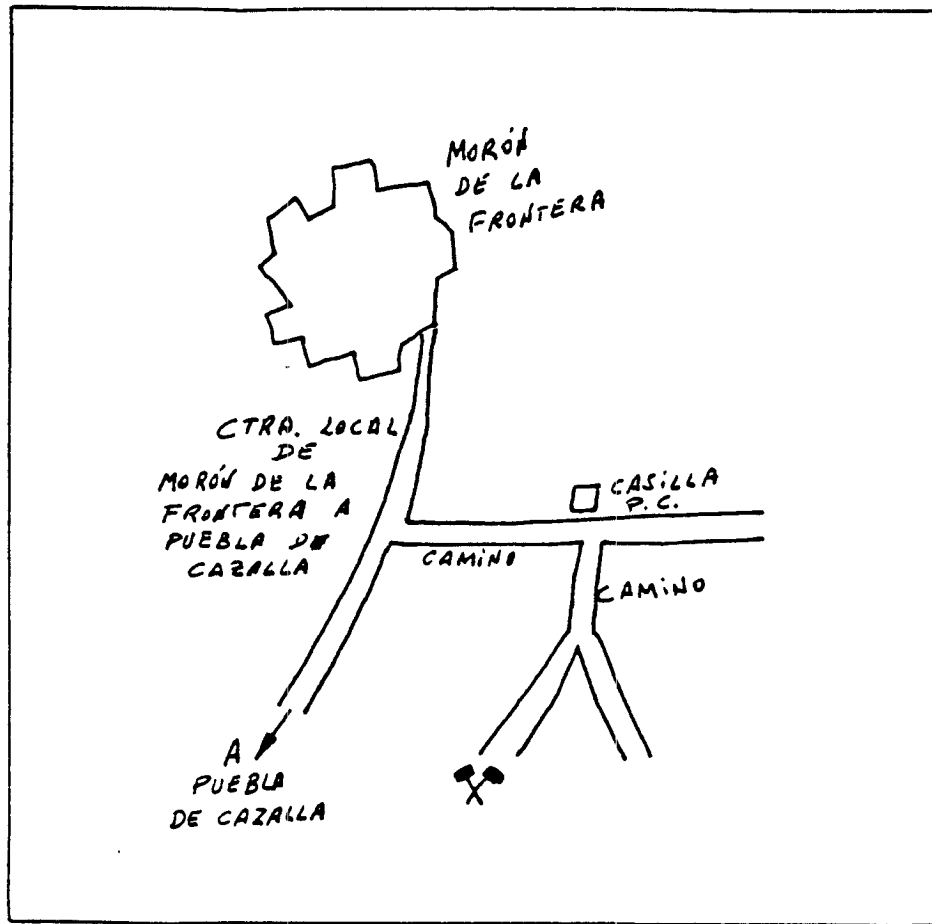 MORÓN
DE LA
FRONTERA
CTRA. LOCAL
DE
MORÓN DE LA
FRONTERA A
PUEBLA DE
CAZALLA
CASILLA
P.C.
CAMINO
CAMINO
A
PUEBLA
DE CAZALLA